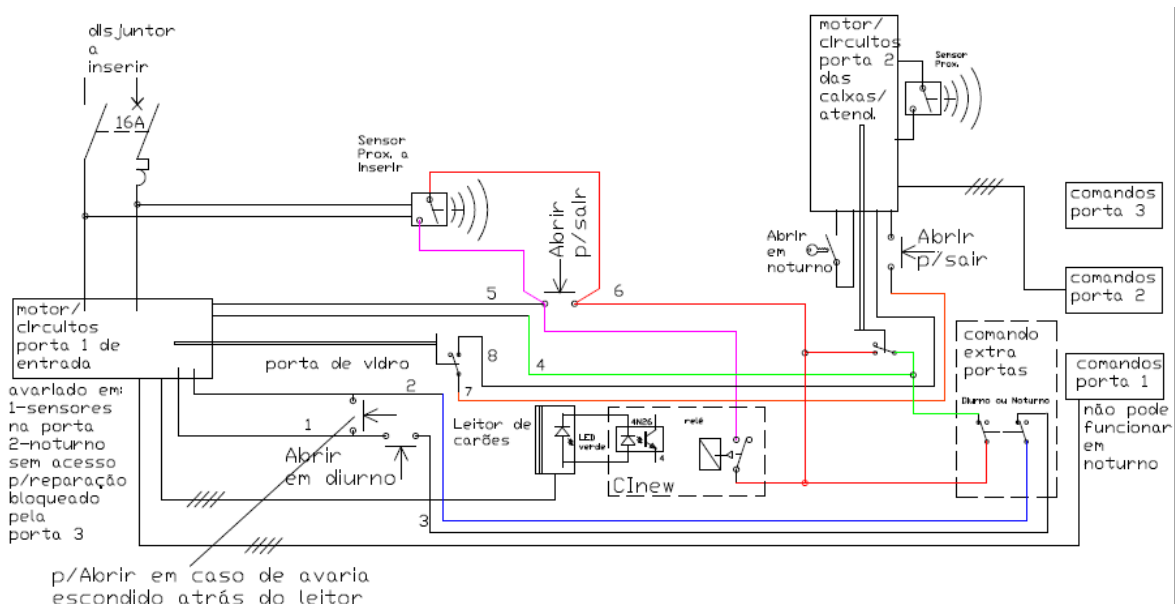 disjuntor
a
inserir
16A
Sensor
Prox. a
Inserir
Abrir
p/sair
motor/
circuitos
porta 2
das
caixas/
atend.
Sensor
Prox.
Abrir
em
noturno
Abrir
p/sair
comandos
porta 3
comandos
porta 2
comandos
porta 1
não pode
funcionar
em
noturno
comando
extra
portas
Diurno ou Noturno
motor/
circuitos
porta 1 de
entrada
avariado em:
1-sensores
na porta
2-noturno
sem acesso
p/reparação
bloqueado
pela
porta 3
5
6
4
porta de vidro
8
7
2
1
3
Abrir
em diurno
Leitor de
carões
LED
verde
4N26
4
relé
CInew
p/Abrir em caso de avaria
escondido atrás do leitor